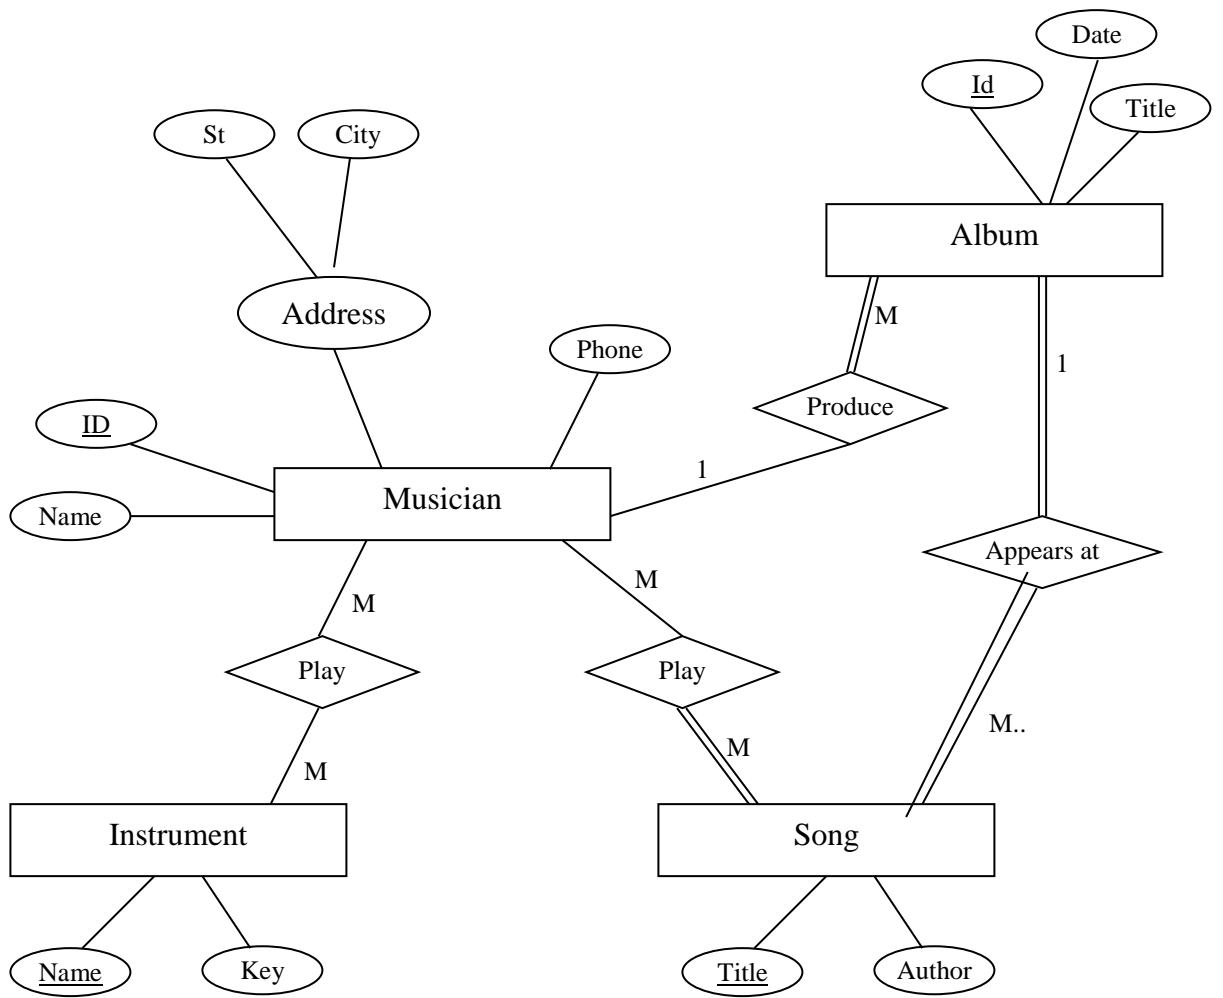 Date
Id
Title
St
City
Album
Address
M
Phone
1
Produce
ID
1
Musician
Name
Appears at
M
M
Play
Play
M..
M
M
Instrument
Song
Name
Key
Title
Author